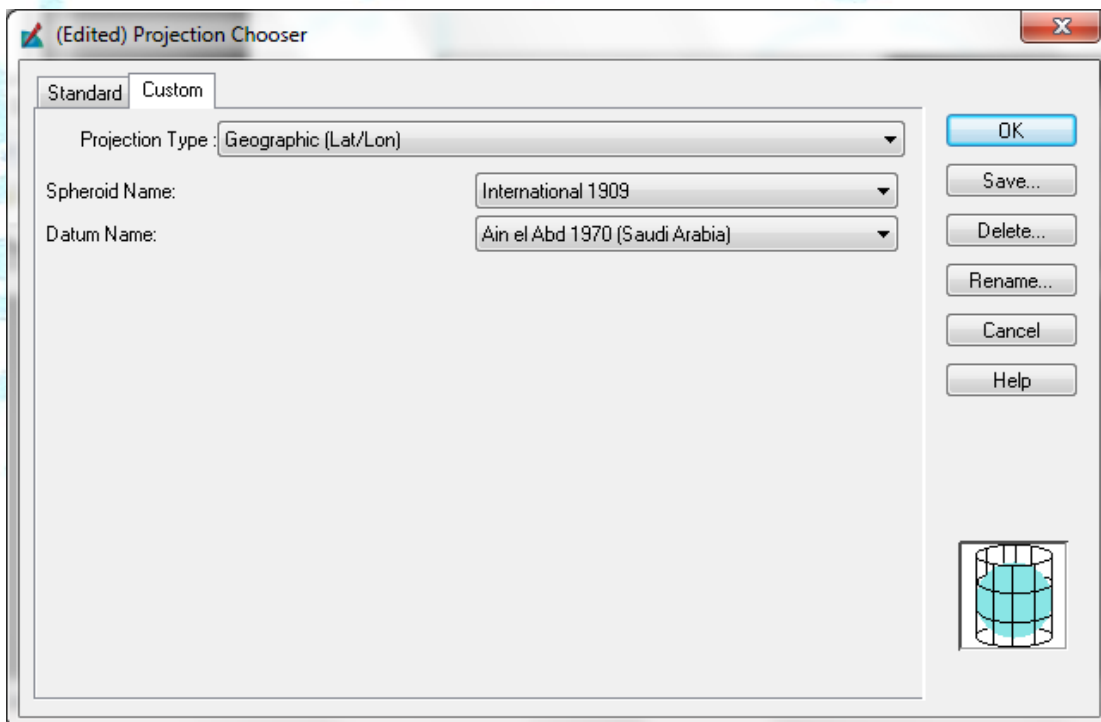 (Edited) Projection Chooser
Standard Custom
Projection Type : Geographic (Lat/Lon)
Spheroid Name: International 1909
Datum Name: Ain el Abd 1970 (Saudi Arabia)
OK
Save...
Delete...
Rename...
Cancel
Help